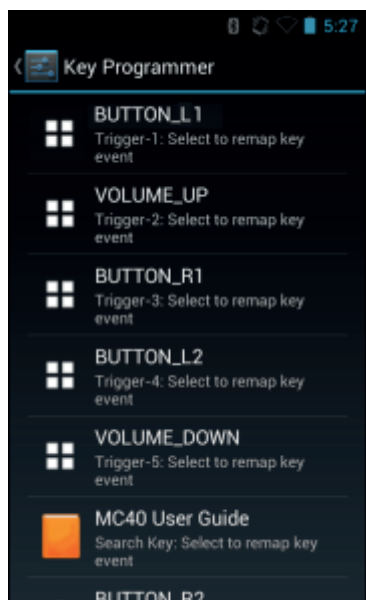 5:27
Key Programmer
BUTTON_L1
Trigger-1: Select to remap key
event
VOLUME_UP
Trigger-2: Select to remap key
event
BUTTON_R1
Trigger-3: Select to remap key
event
BUTTON_L2
Trigger-4: Select to remap key
event
VOLUME_DOWN
Trigger-5: Select to remap key
event
MC40 User Guide
Search Key: Select to remap key
event
BUTTON_R2